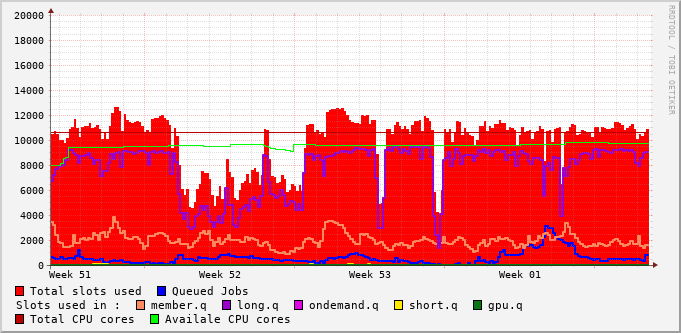 20000
18000
16000
14000
12000
10000
8000
6000
4000
2000
0
Week 51 Week 52 Week 53 Week 01
RRDTOOL / TOBI OETIKER
Total slots used Queued Jobs
Slots used in : member.q long.q ondemand.q short.q gpu.q
Total CPU cores Availale CPU cores